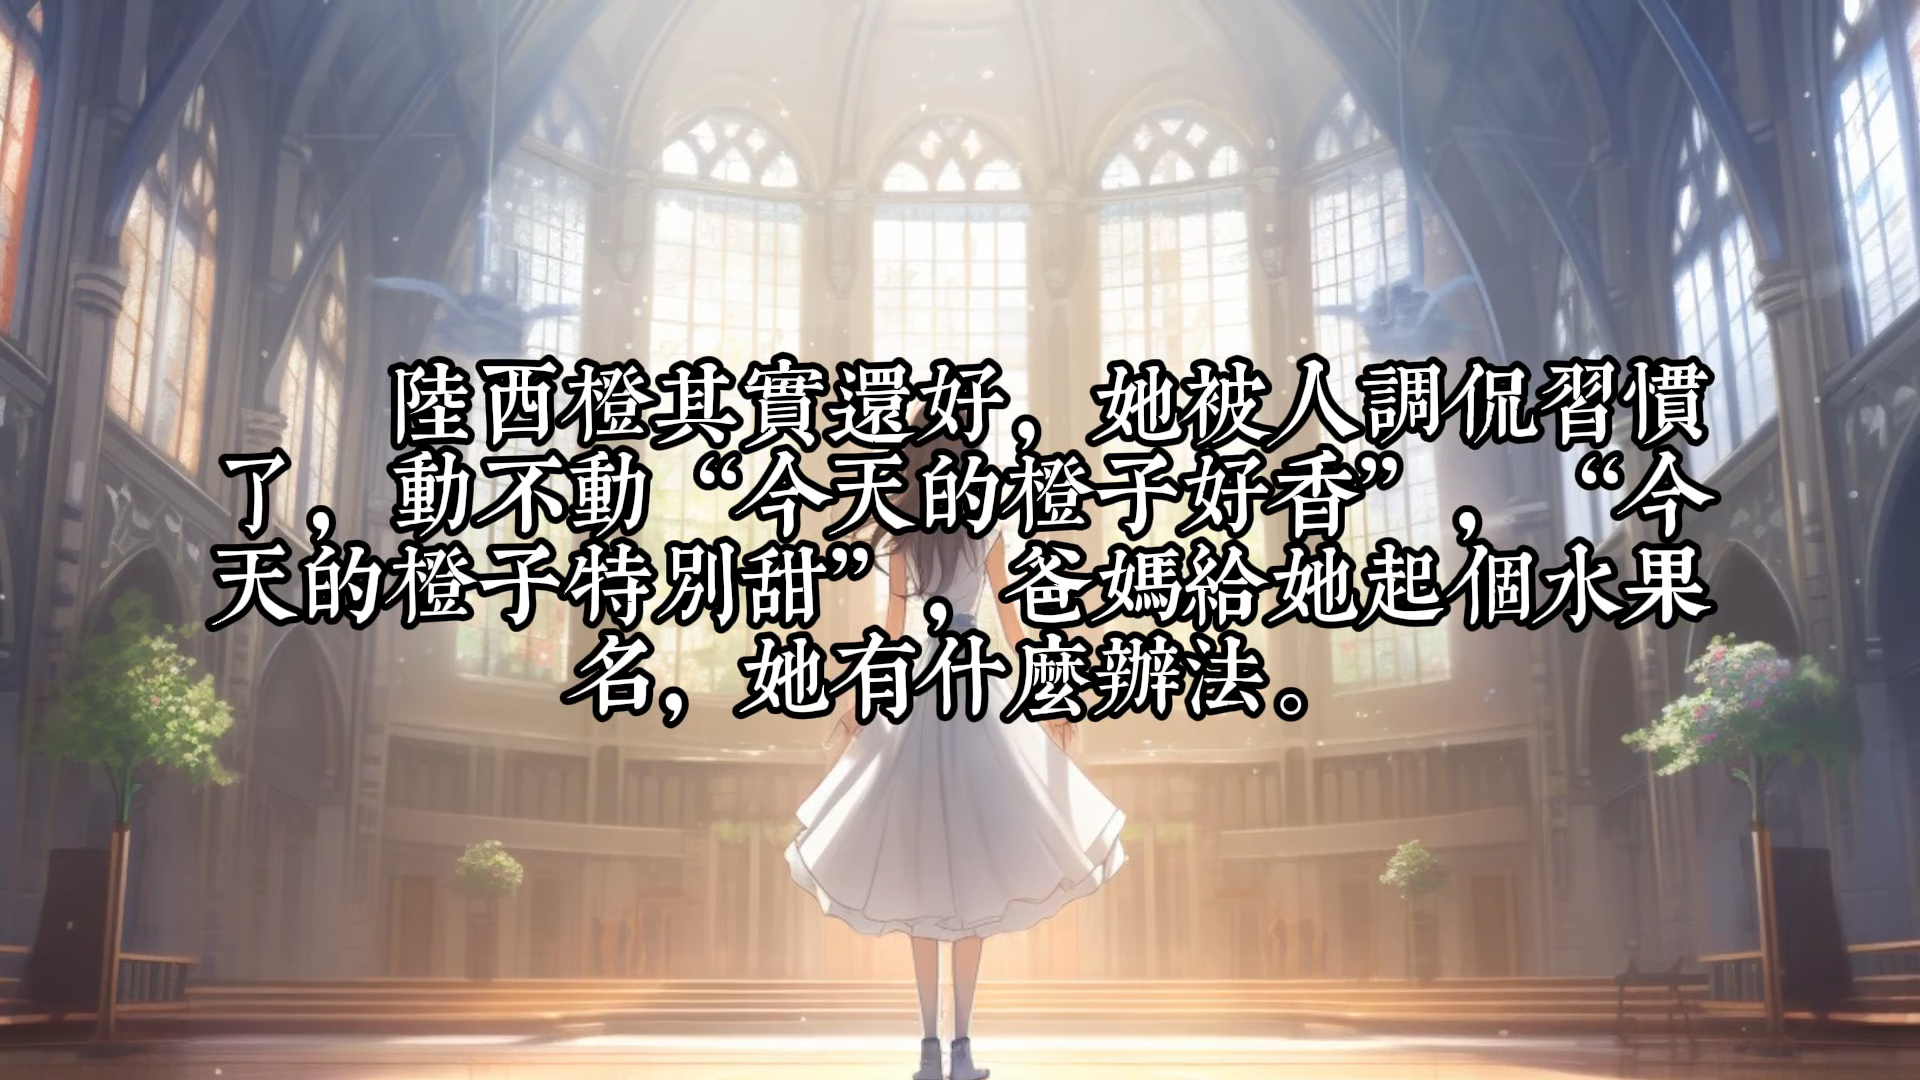 陸西橙其實還好，她被人調侃習慣
了，動不動“今天的橙子好香”，“今
天的橙子特別甜”，爸媽給她起個水果
名，她有什麼辦法。